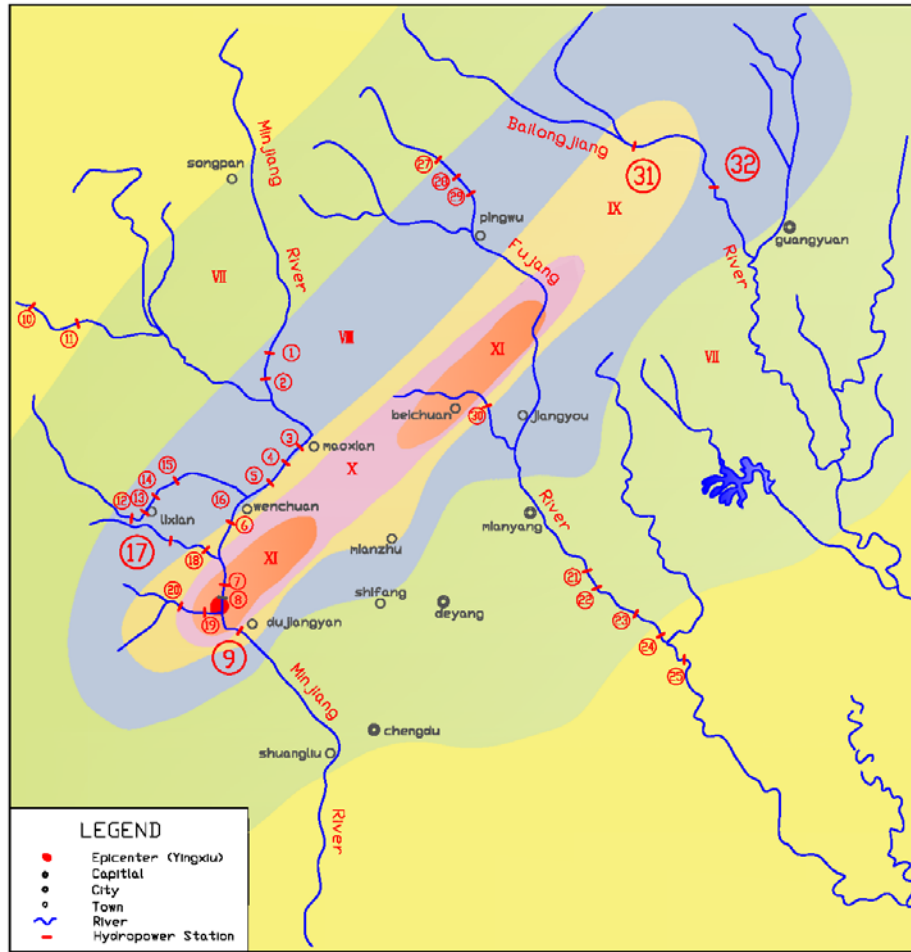 Minjiang
River
songpan
Bailongjiang
River
27
28
29
31
32
IX
pingwu
guangyuan
Fujiang
VII
10
11
1
2
VIII
XI
VII
beichuan
30
jiangyou
3
maoxian
4
5
X
15
14
13
12
16
wenchuan
lixian
6
River
mianyang
17
18
XI
mianzhu
7
8
21
22
20
19
shifang
deyang
23
dujiangyan
9
24
25
Minjiang
chengdu
shuangliu
River
LEGEND
Epicenter (Yingxiu)
Capitlal
City
Town
River
Hydropower Station